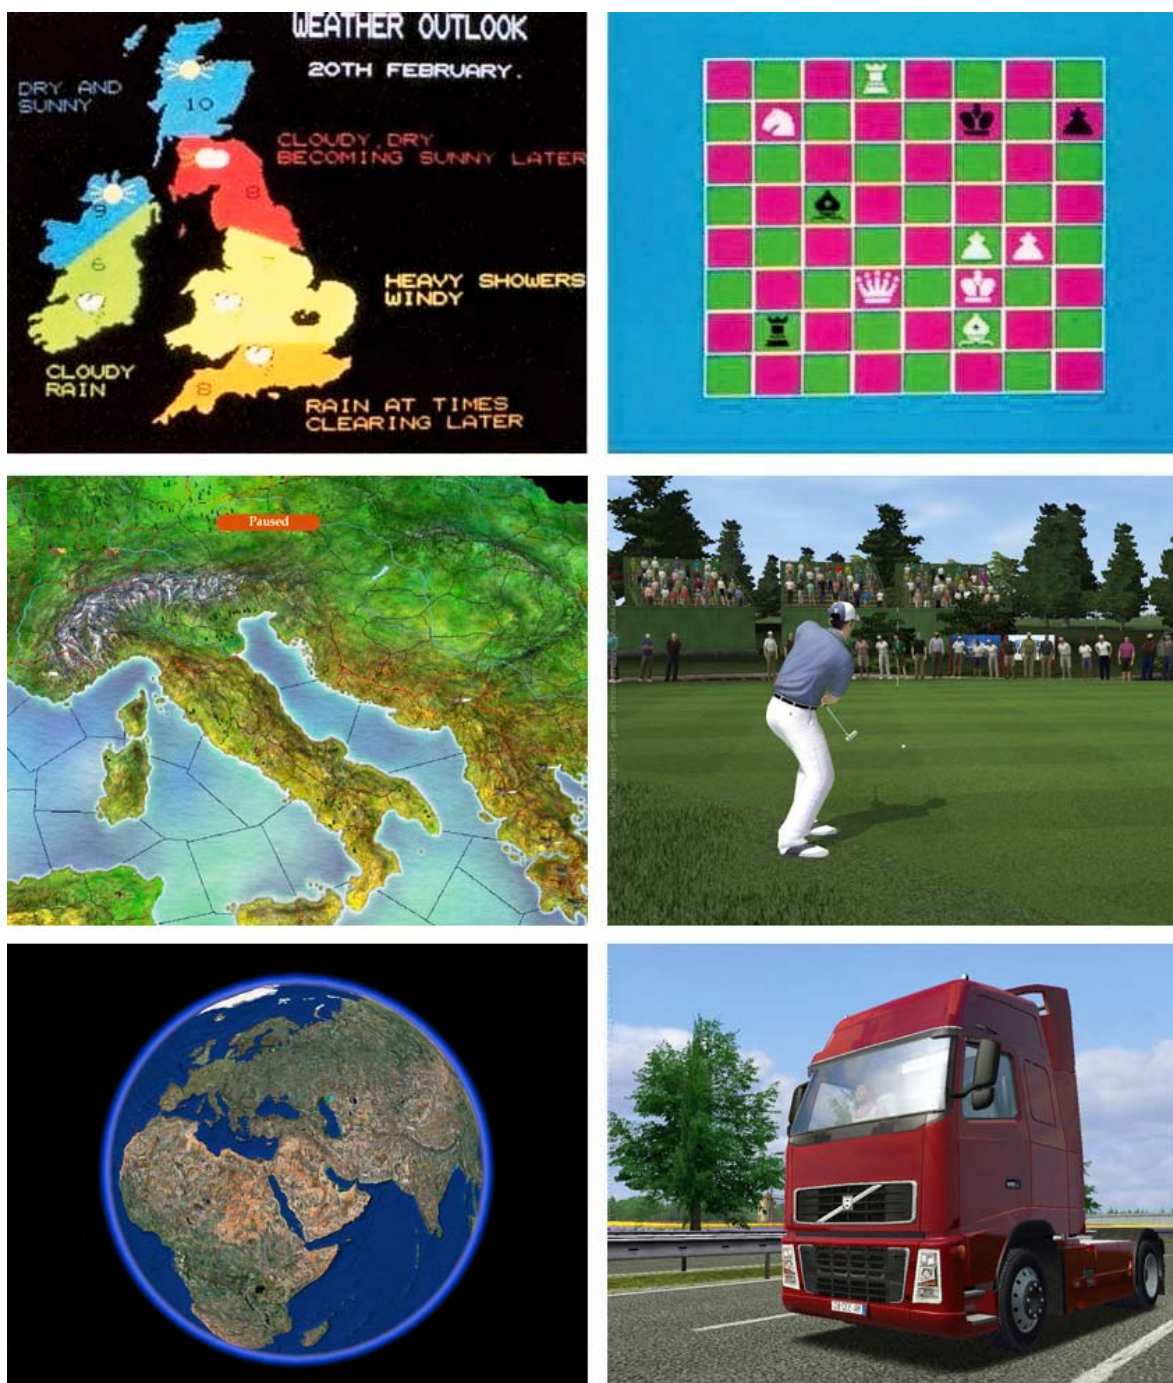 WEATHER OUTLOOK
20TH FEBRUARY.
DRY AND
SUNNY
10
CLOUDY,DRY
BECOMING SUNNY LATER
8
9
6
7
HEAVY SHOWERS
WINDY
CLOUDY
RAIN
8
RAIN AT TIMES
CLEARING LATER
Paused